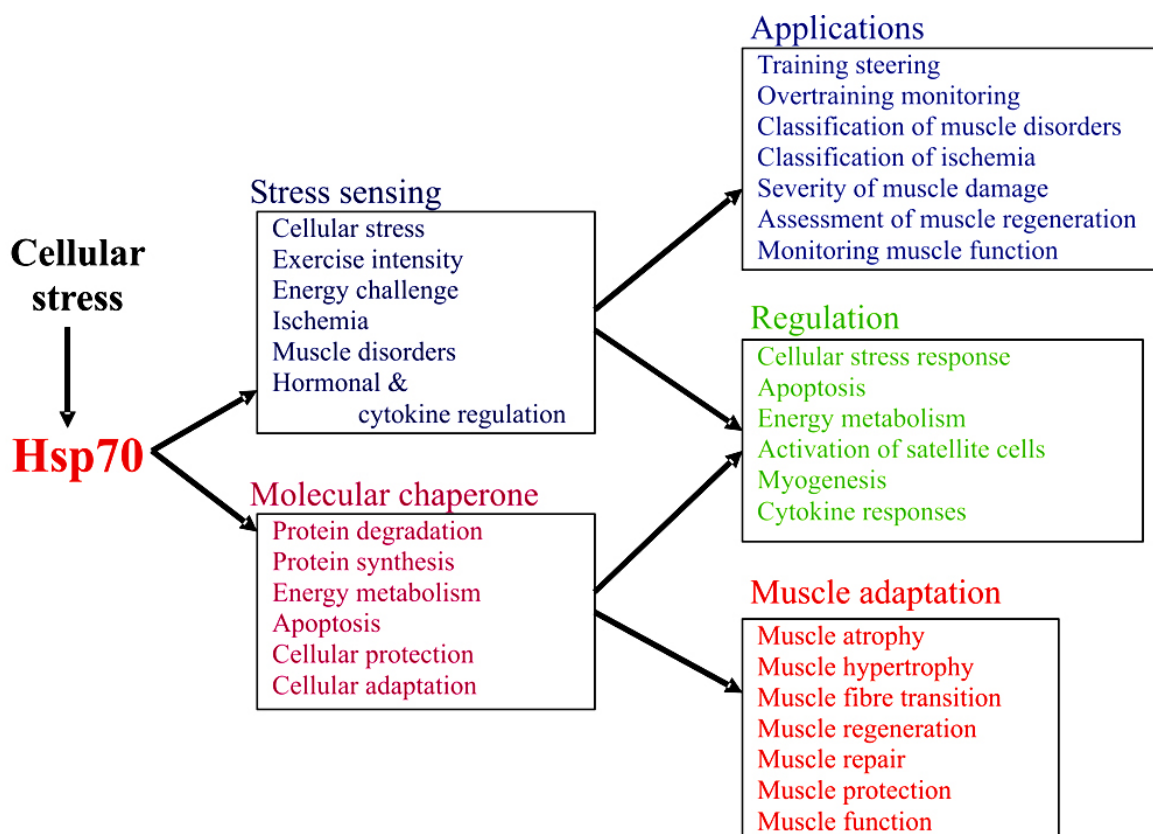 Cellular
stress
Hsp70
Stress sensing
Cellular stress
Exercise intensity
Energy challenge
Ischemia
Muscle disorders
Hormonal &
cytokine regulation
Molecular chaperone
Protein degradation
Protein synthesis
Energy metabolism
Apoptosis
Cellular protection
Cellular adaptation
Applications
Training steering
Overtraining monitoring
Classification of muscle disorders
Classification of ischemia
Severity of muscle damage
Assessment of muscle regeneration
Monitoring muscle function
Regulation
Cellular stress response
Apoptosis
Energy metabolism
Activation of satellite cells
Myogenesis
Cytokine responses
Muscle adaptation
Muscle atrophy
Muscle hypertrophy
Muscle fibre transition
Muscle regeneration
Muscle repair
Muscle protection
Muscle function